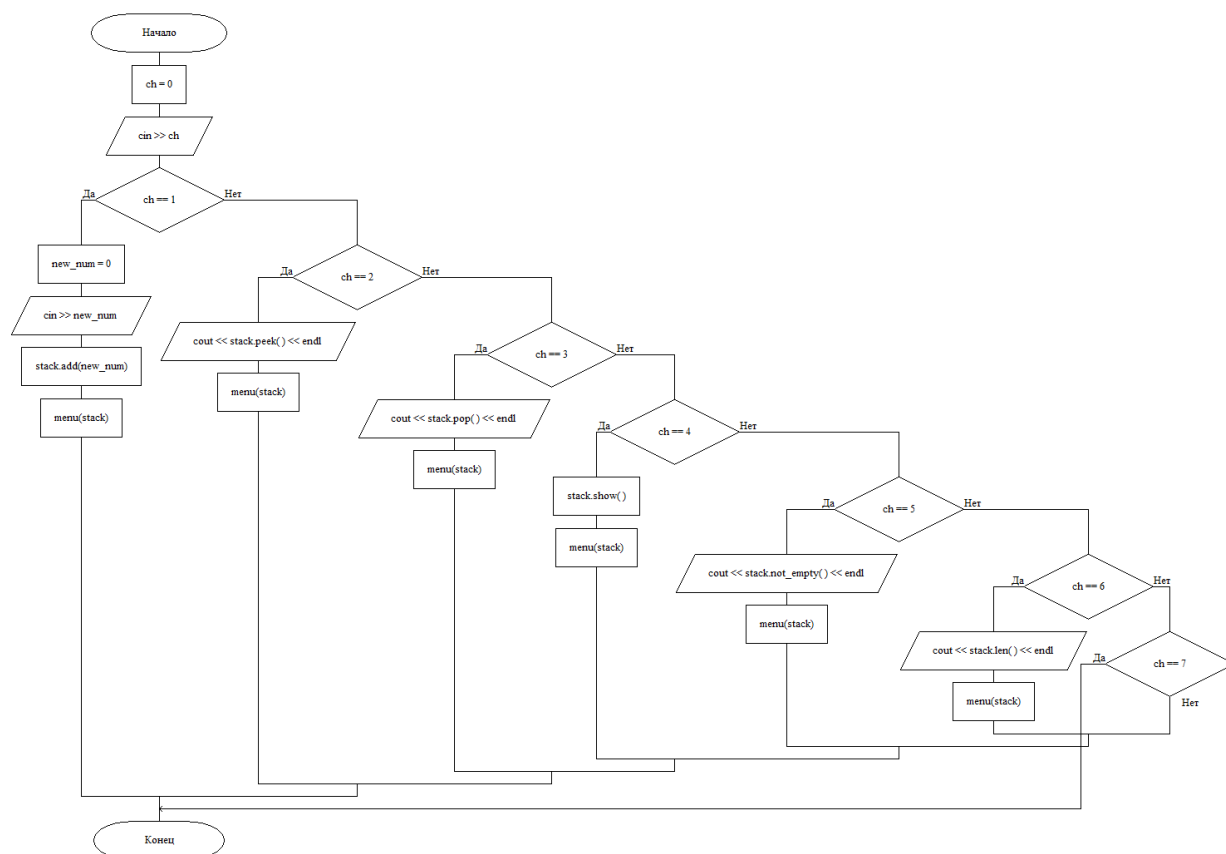 Начало
ch = 0
cin >> ch
Да
ch == 1
Нет
new_num = 0
Да
ch == 2
Нет
cin >> new_num
cout << stack.peek( ) << endl
Да
ch == 3
Нет
stack.add(new_num)
menu(stack)
menu(stack)
cout << stack.pop( ) << endl
Да
ch == 4
Нет
menu(stack)
stack.show( )
Да
ch == 5
Нет
menu(stack)
cout << stack.not_empty( ) << endl
Да
ch == 6
Нет
menu(stack)
cout << stack.len( ) << endl
Да
ch == 7
Нет
menu(stack)
Конец